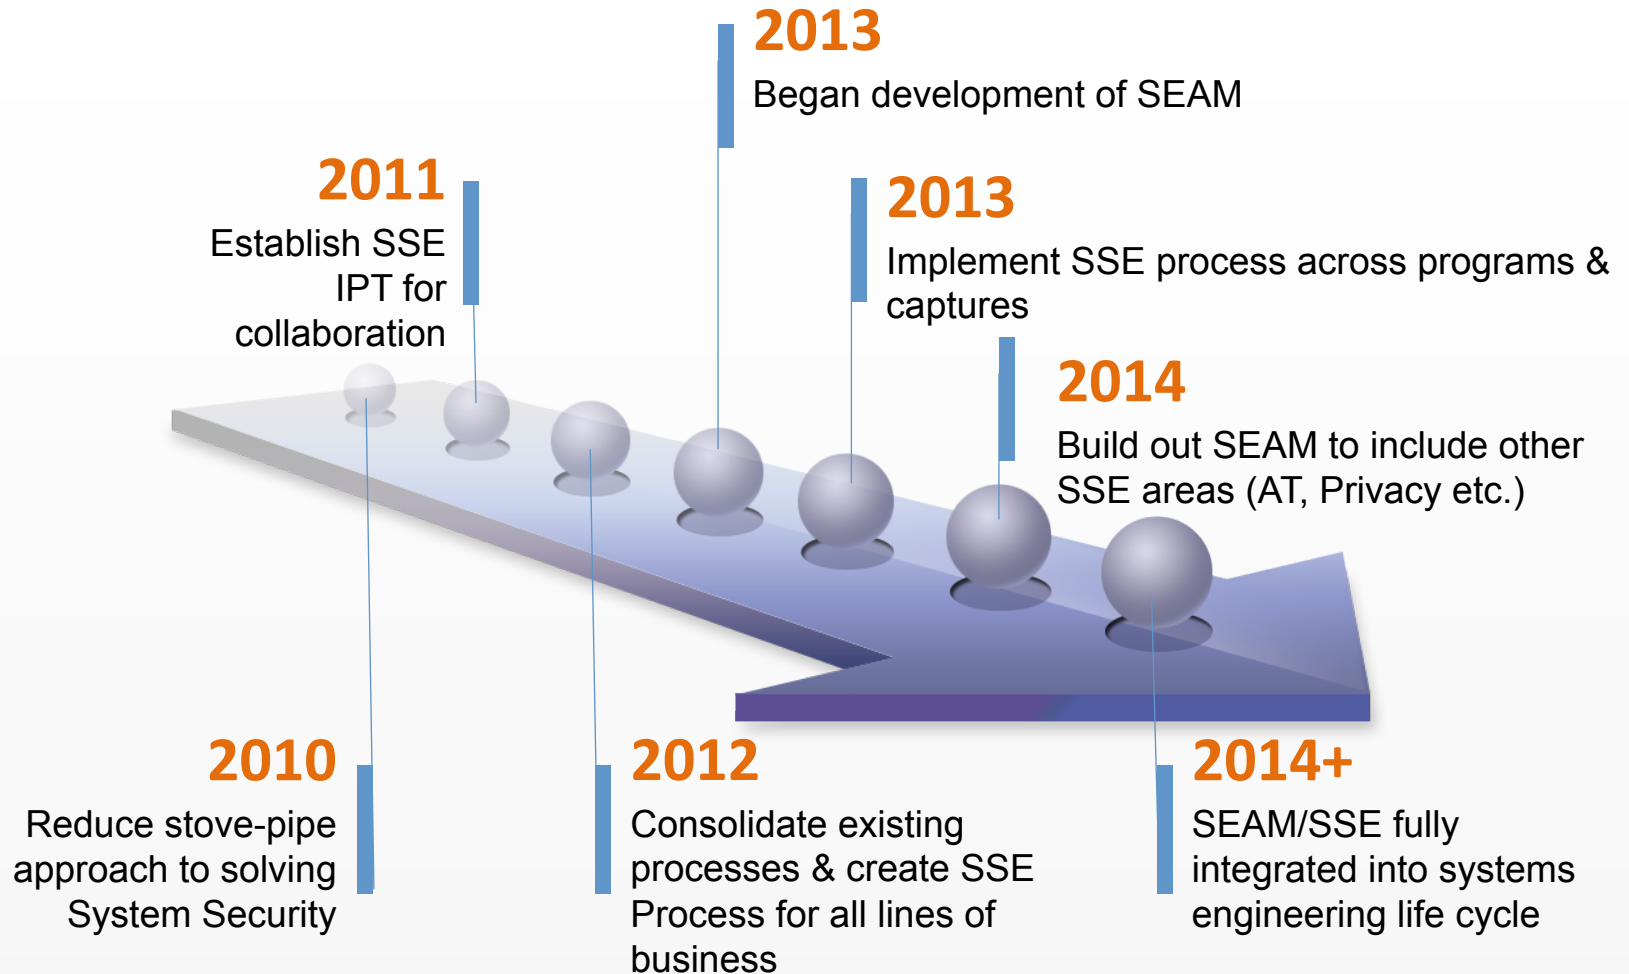 2013
Began development of SEAM
2011
Establish SSE
IPT for
collaboration
2013
Implement SSE process across programs &
captures
2014
Build out SEAM to include other
SSE areas (AT, Privacy etc.)
2010
Reduce stove-pipe
approach to solving
System Security
2012
Consolidate existing
processes & create SSE
Process for all lines of
business
2014+
SEAM/SSE fully
integrated into systems
engineering life cycle